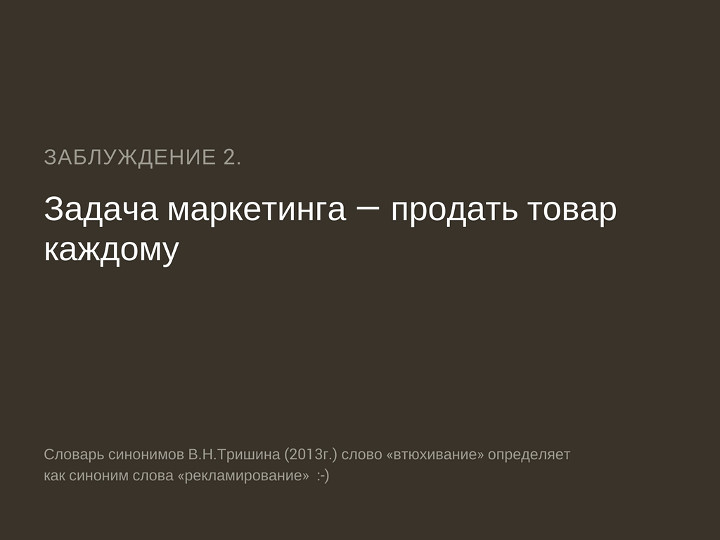 ЗАБЛУЖДЕНИЕ 2.
Задача маркетинга — продать товар
каждому
Словарь синонимов В.Н.Тришина (2013г.) слово «втюхивание» определяет
как синоним слова «рекламирование»  :-)